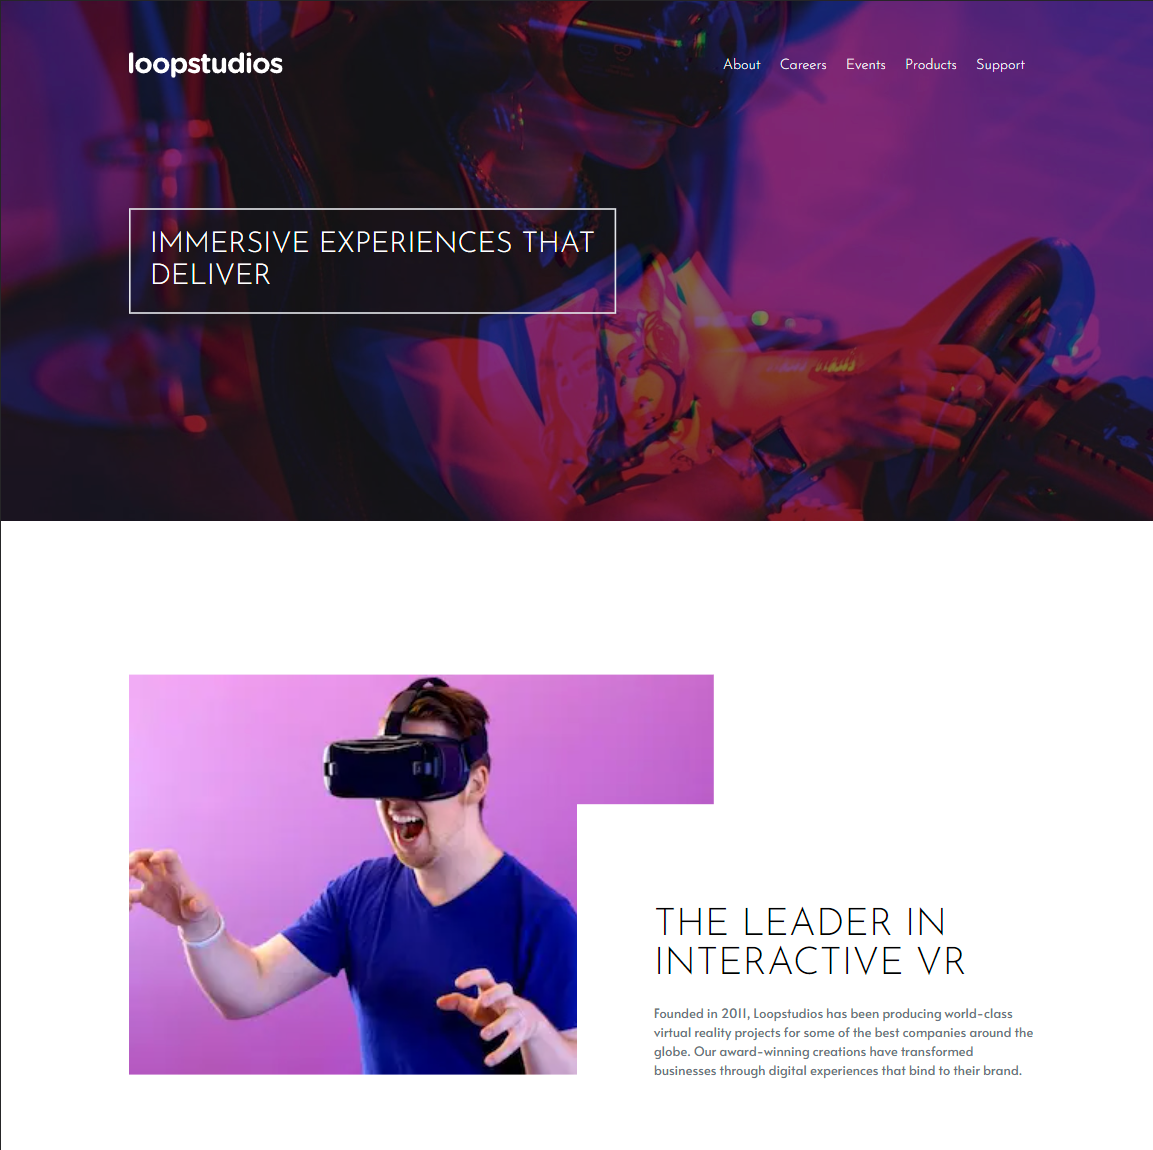 loopstudios
About Careers Events Products Support
IMMERSIVE EXPERIENCES THAT
DELIVER
THE LEADER IN
INTERACTIVE VR
Founded in 2011, Loopstudios has been producing world-class
virtual reality projects for some of the best companies around the
globe. Our award-winning creations have transformed
businesses through digital experiences that bind to their brand.